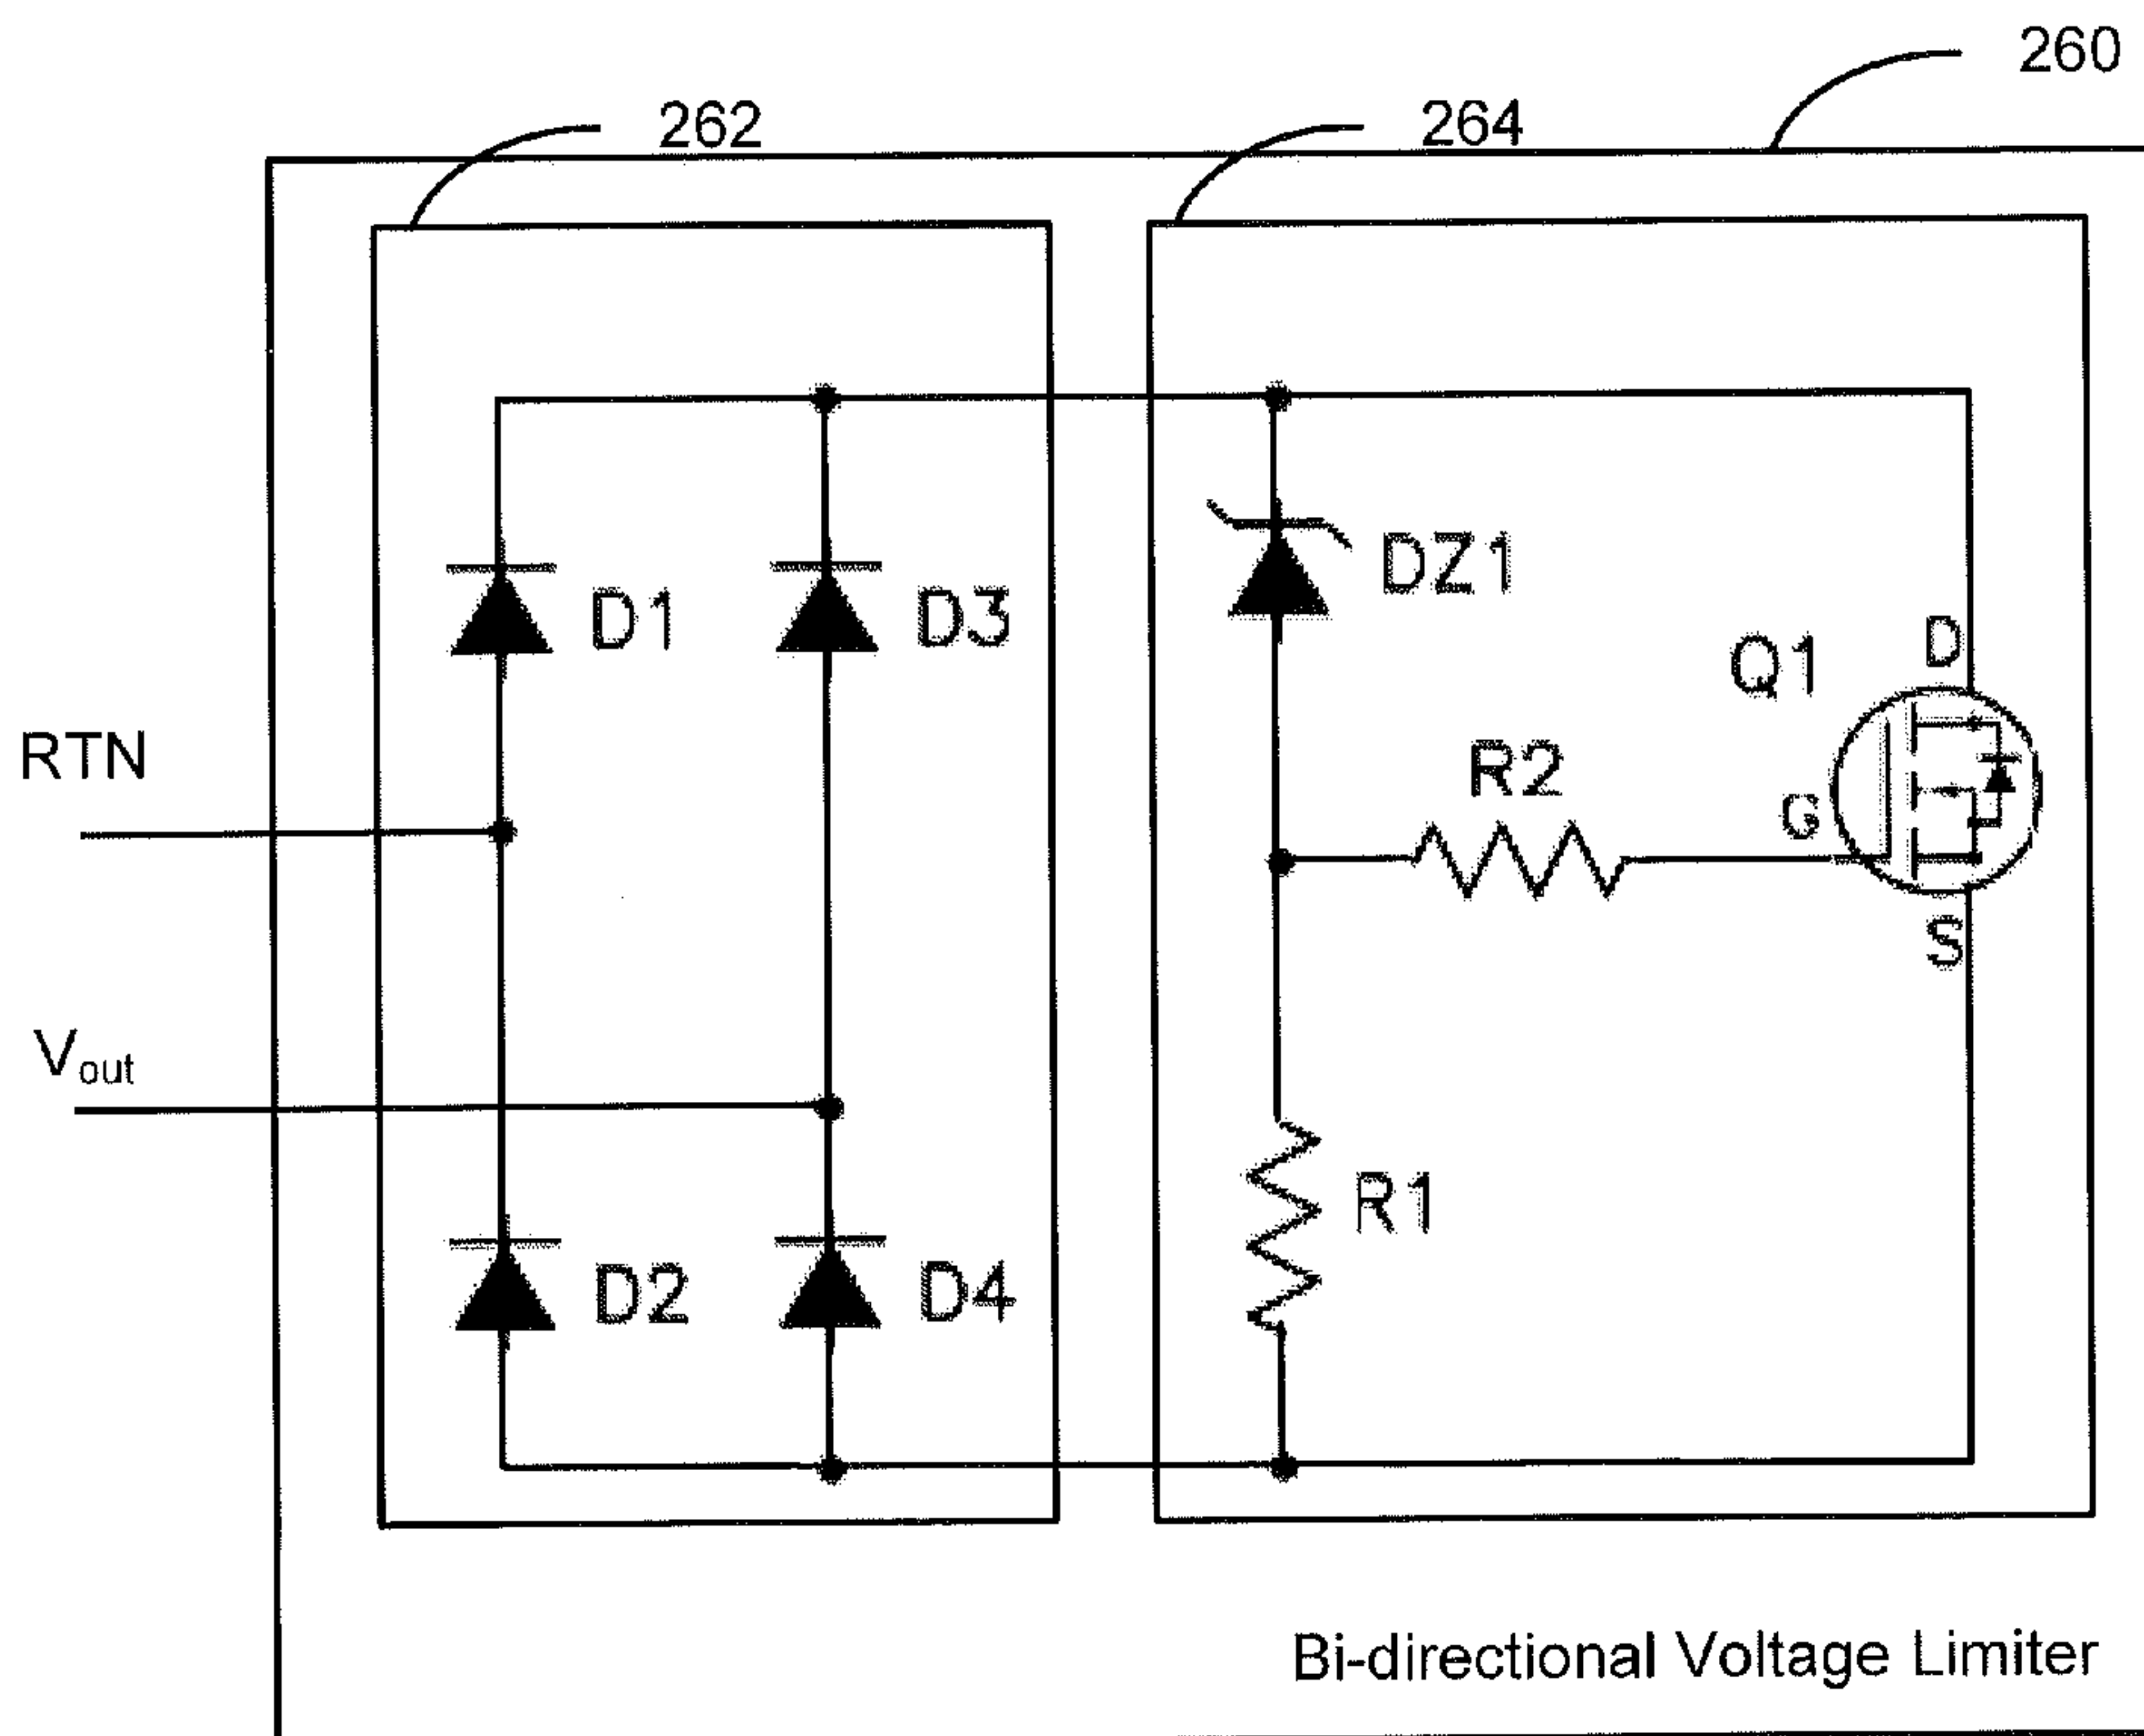 260
262
264
D1
D3
DZ1
Q1
D
RTN
R2
G
S
Vout
R1
D2
D4
Bi-directional Voltage Limiter